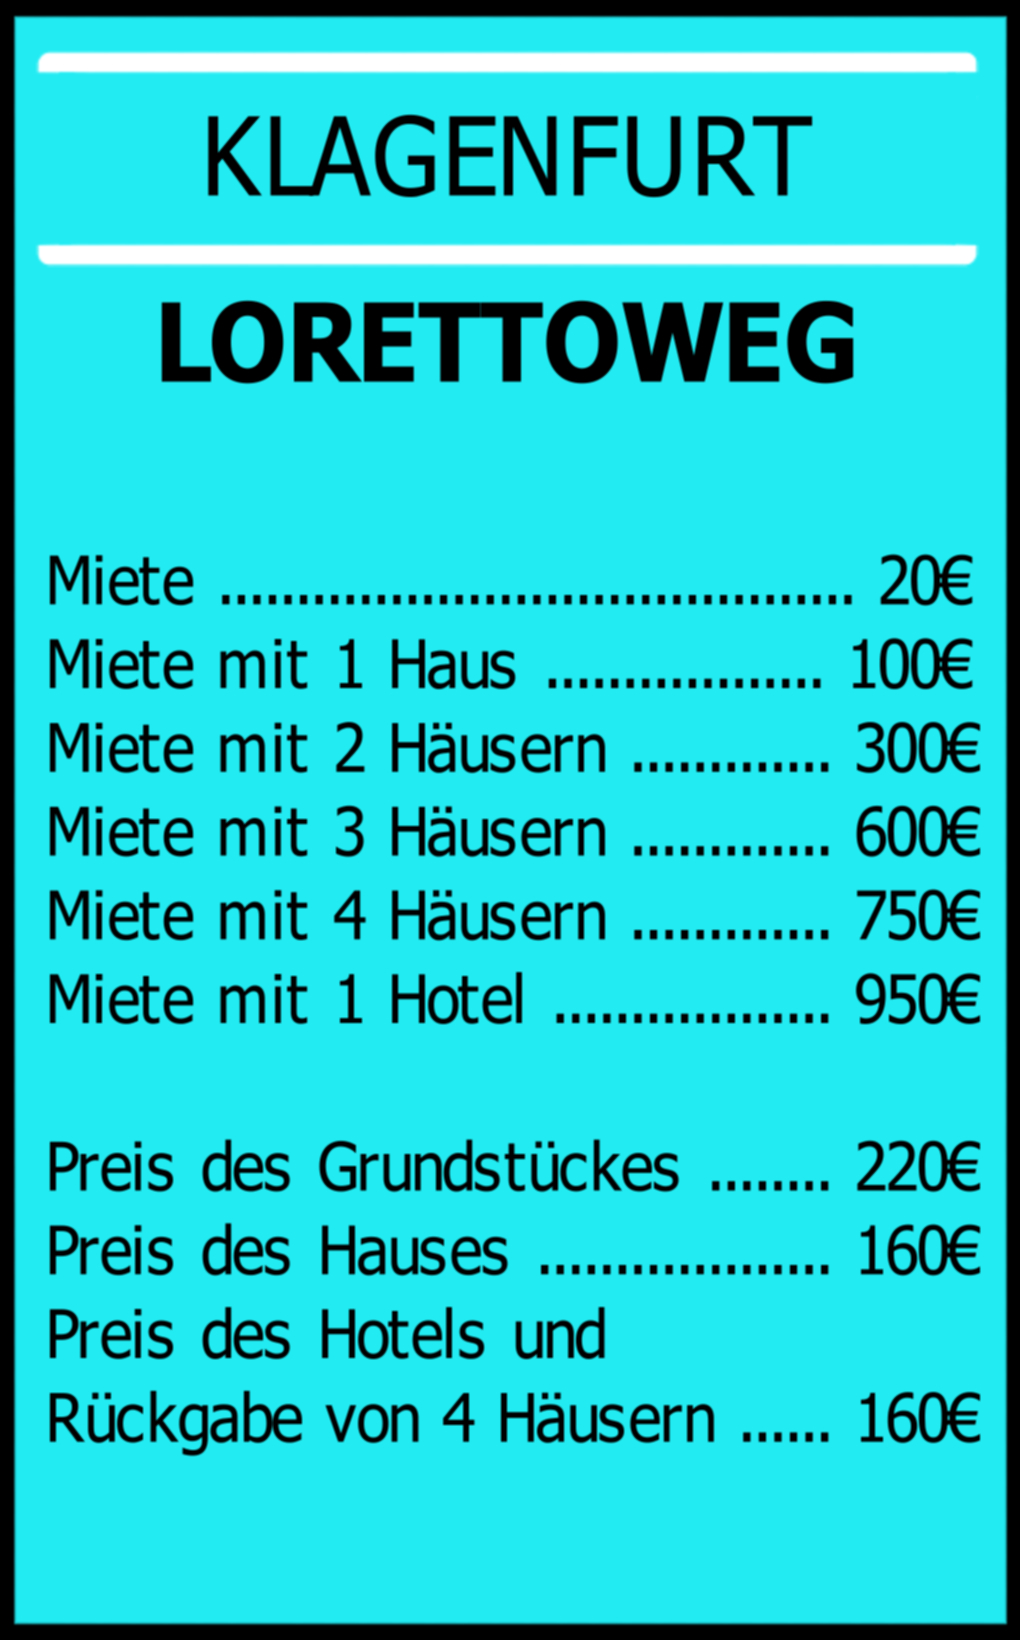 KLAGENFURT
LORETTOWEG
Miete ......................................... 20€
Miete mit 1 Haus .................. 100€
Miete mit 2 Häusern ............. 300€
Miete mit 3 Häusern ............. 600€
Miete mit 4 Häusern ............. 750€
Miete mit 1 Hotel .................. 950€
Preis des Grundstückes ........ 220€
Preis des Hauses ................... 160€
Preis des Hotels und
Rückgabe von 4 Häusern ...... 160€